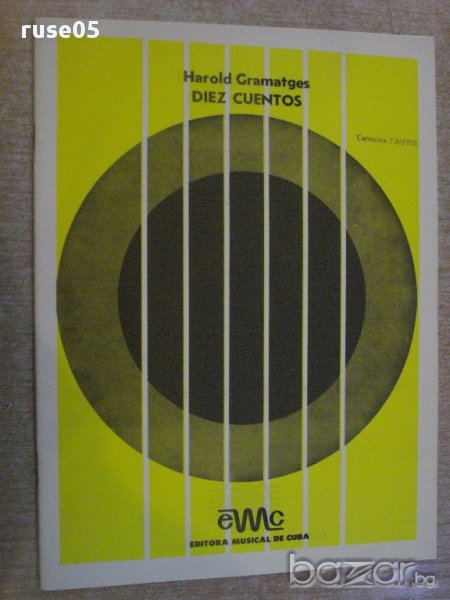 ruse05
Harold Gramatges
DIEZ CUENTOS
EMC
EDITORA MUSICAL DE CUBA
bazar.bg